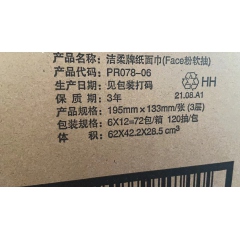 产品名称：洁柔牌纸面巾(Face粉软抽)
产品代码：PR078-06
HH
包装日期：见包装打码
21.08.A1
保 质 期：3年
产品规格：195mm×133mm/张 (3层)
包装规格：6X12=72包/箱 120抽/包
体 积：62X42.2X28.5 cm³